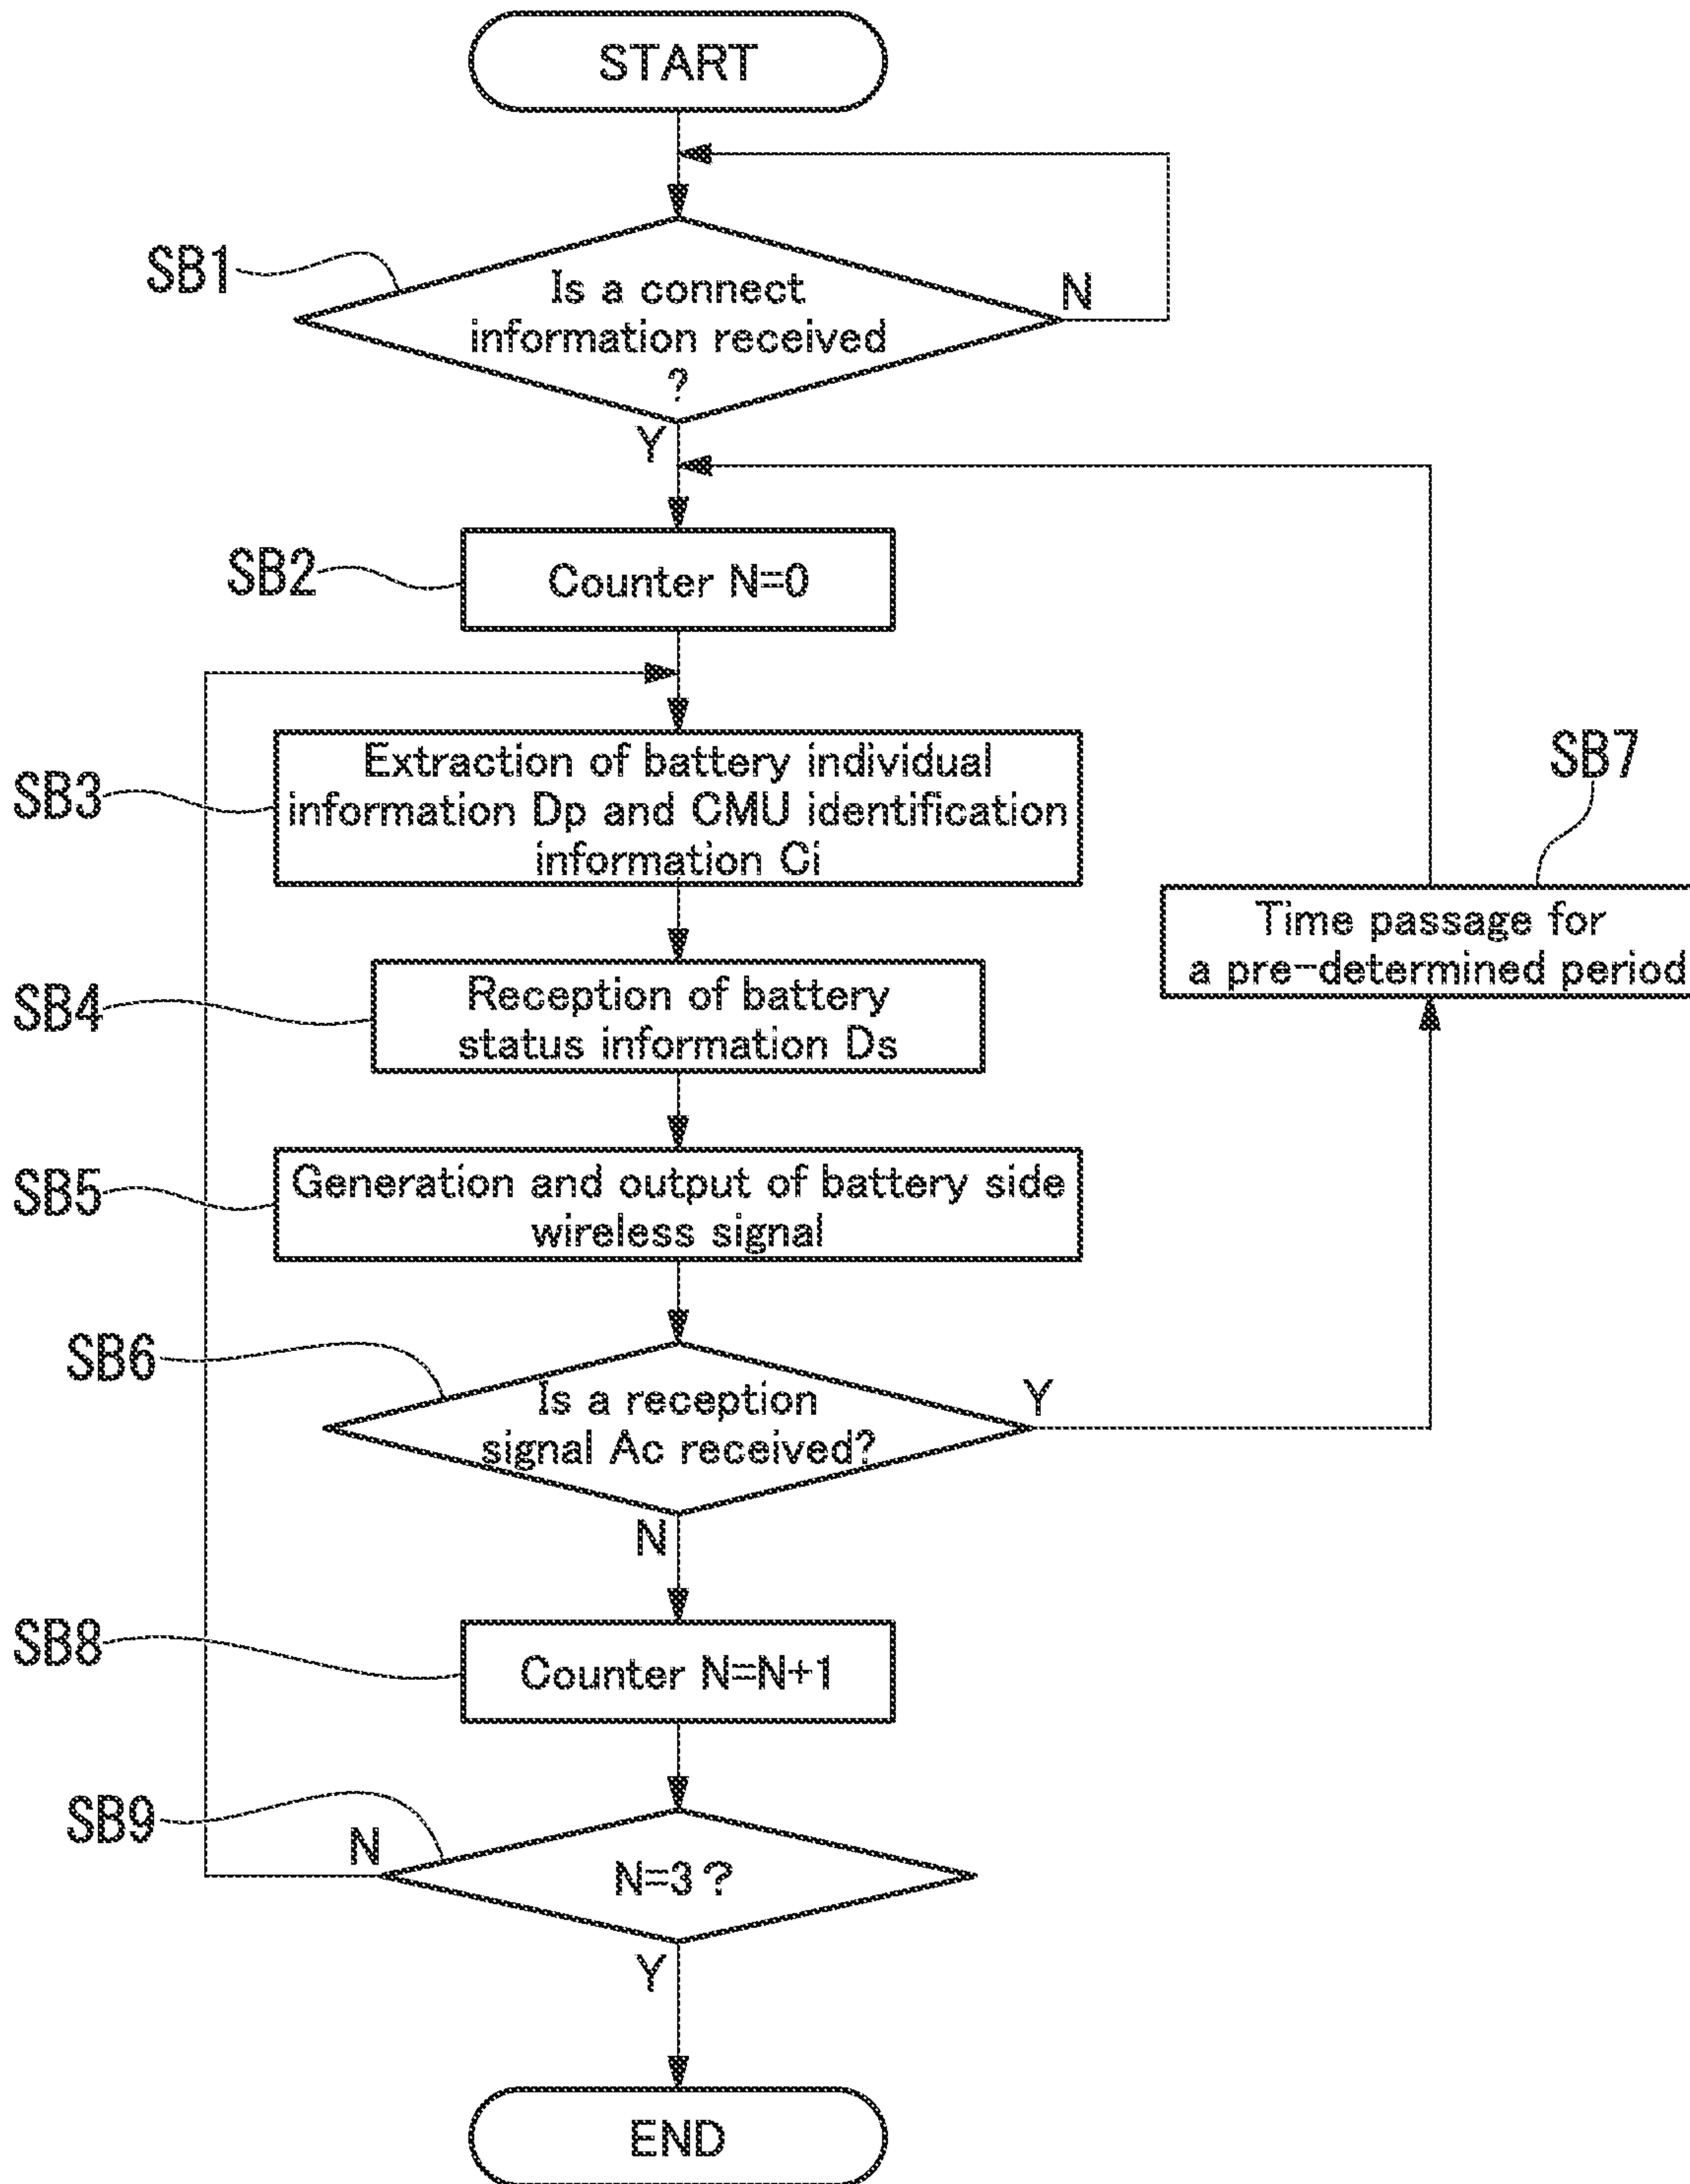 START
SB1
Is a connect
information received
?
N
Y
SB2
Counter N=0
SB3
Extraction of battery individual
information Dp and CMU identification
information Ci
SB7
Time passage for
a pre-determined period
SB4
Reception of battery
status information Ds
SB5
Generation and output of battery side
wireless signal
SB6
Is a reception
signal Ac received?
Y
N
SB8
Counter N=N+1
SB9
N
N=3?
Y
END